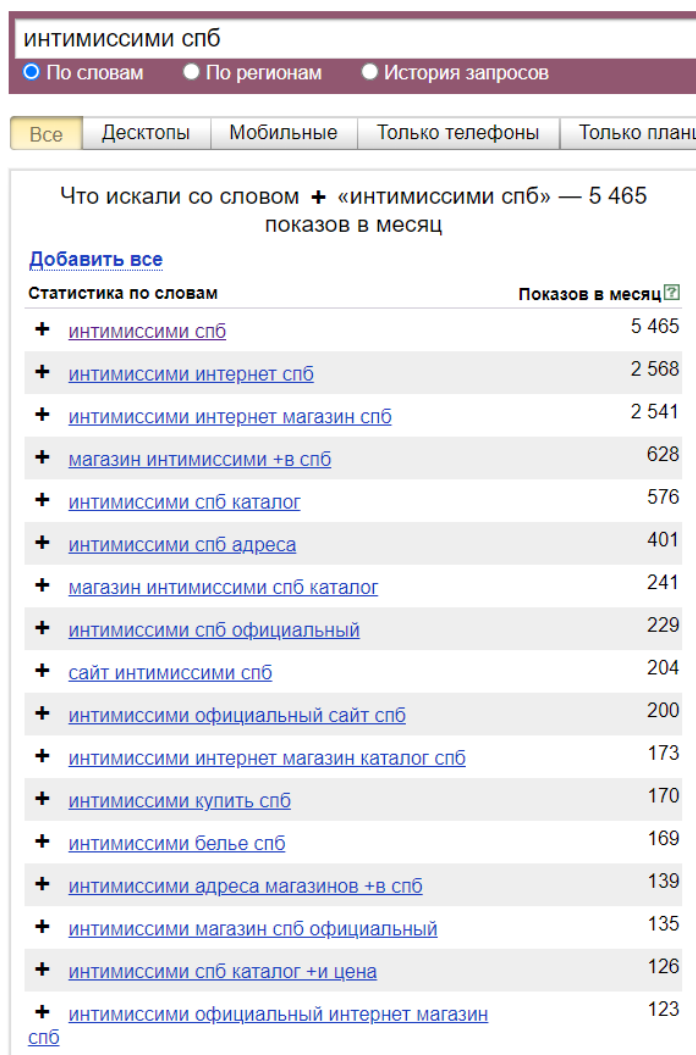 интимиссими спб
По словам По регионам История запросов
Все Десктопы Мобильные Только телефоны Только план
Что искали со словом + «интимиссими спб» — 5 465
показов в месяц
Добавить все
Статистика по словам Показов в месяц ?
+ интимиссими спб 5 465
+ интимиссими интернет спб 2 568
+ интимиссими интернет магазин спб 2 541
+ магазин интимиссими +в спб 628
+ интимиссими спб каталог 576
+ интимиссими спб адреса 401
+ магазин интимиссими спб каталог 241
+ интимиссими спб официальный 229
+ сайт интимиссими спб 204
+ интимиссими официальный сайт спб 200
+ интимиссими интернет магазин каталог спб 173
+ интимиссими купить спб 170
+ интимиссими белье спб 169
+ интимиссими адреса магазинов +в спб 139
+ интимиссими магазин спб официальный 135
+ интимиссими спб каталог +и цена 126
+ интимиссими официальный интернет магазин 123
спб